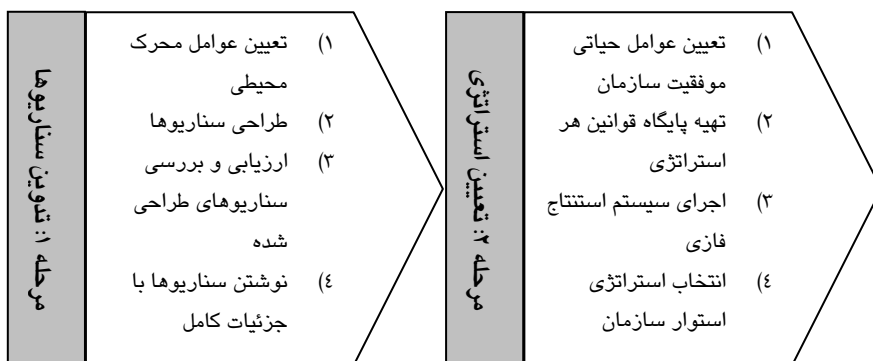 مرحله ۱: تدوین سناریوها
۱) تعیین عوامل محرک
محیطی
۲) طراحی سناریوها
۳) ارزیابی و بررسی
سناریوهای طراحی
شده
۴) نوشتن سناریوها با
جزئیات کامل
مرحله ۲: تعیین استراتژی
۱) تعیین عوامل حیاتی
موفقیت سازمان
۲) تهیه پایگاه قوانین هر
استراتژی
۳) اجرای سیستم استنتاج
فازی
۴) انتخاب استراتژی
استوار سازمان